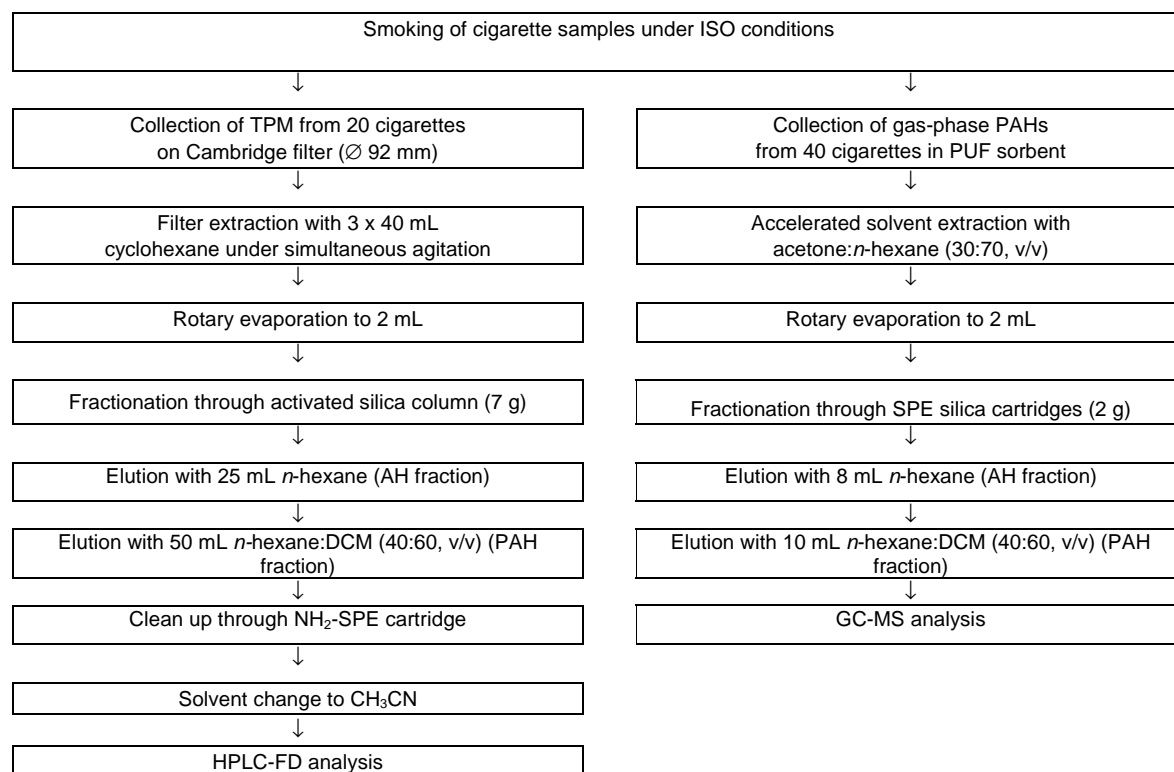 Smoking of cigarette samples under ISO conditions
↓
Collection of TPM from 20 cigarettes
on Cambridge filter (∅ 92 mm)
↓
Filter extraction with 3 x 40 mL
cyclohexane under simultaneous agitation
↓
Rotary evaporation to 2 mL
↓
Fractionation through activated silica column (7 g)
↓
Elution with 25 mL n-hexane (AH fraction)
↓
Elution with 50 mL n-hexane:DCM (40:60, v/v) (PAH
fraction)
↓
Clean up through NH₂-SPE cartridge
↓
Solvent change to CH₃CN
↓
HPLC-FD analysis
↓
Collection of gas-phase PAHs
from 40 cigarettes in PUF sorbent
↓
Accelerated solvent extraction with
acetone:n-hexane (30:70, v/v)
↓
Rotary evaporation to 2 mL
↓
Fractionation through SPE silica cartridges (2 g)
↓
Elution with 8 mL n-hexane (AH fraction)
↓
Elution with 10 mL n-hexane:DCM (40:60, v/v) (PAH
fraction)
↓
GC-MS analysis